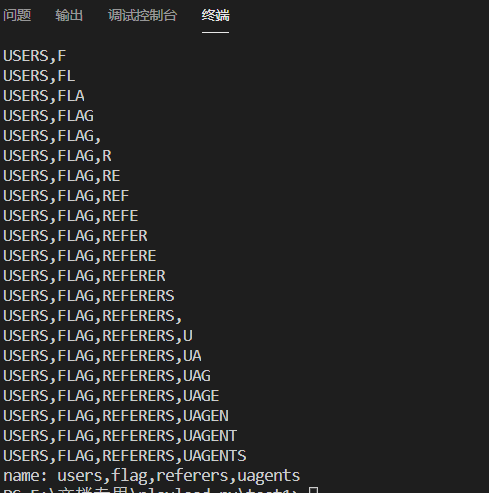 问题 输出 调试控制台 终端
USERS,F
USERS,FL
USERS,FLA
USERS,FLAG
USERS,FLAG,
USERS,FLAG,R
USERS,FLAG,RE
USERS,FLAG,REF
USERS,FLAG,REFE
USERS,FLAG,REFER
USERS,FLAG,REFERE
USERS,FLAG,REFERER
USERS,FLAG,REFERERS
USERS,FLAG,REFERERS,
USERS,FLAG,REFERERS,U
USERS,FLAG,REFERERS,UA
USERS,FLAG,REFERERS,UAG
USERS,FLAG,REFERERS,UAGE
USERS,FLAG,REFERERS,UAGEN
USERS,FLAG,REFERERS,UAGENT
USERS,FLAG,REFERERS,UAGENTS
name: users,flag,referers,uagents